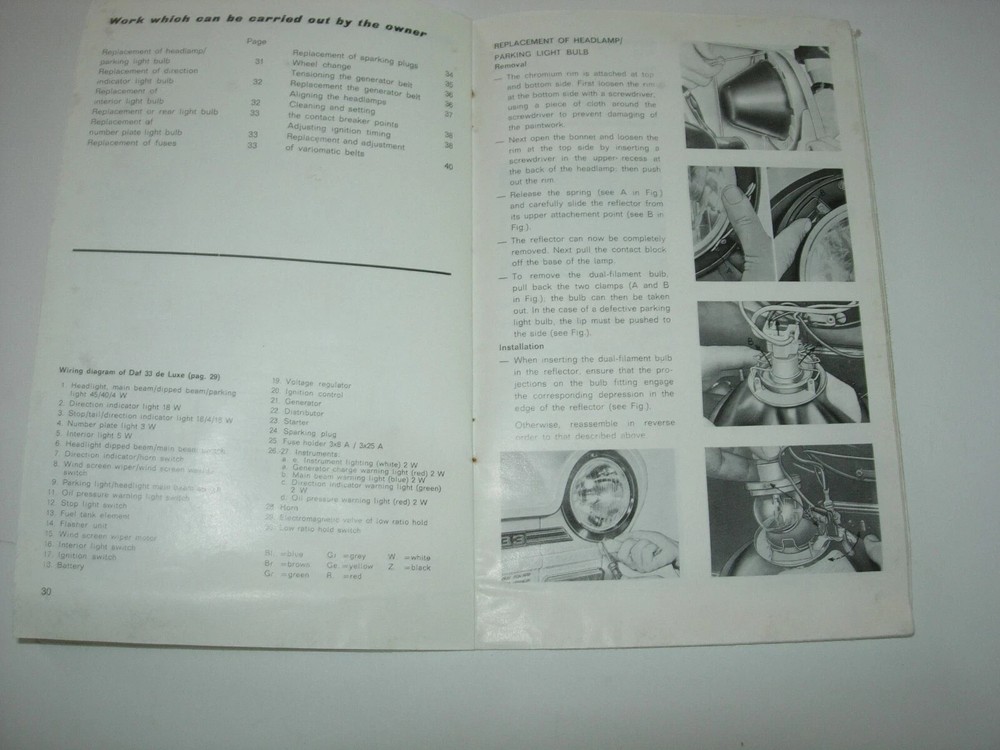 Work which can be carried out by the owner
Page
Replacement of headlamp/
parking light bulb 31
Replacement of direction
indicator light bulb 32
Replacement of
interior light bulb 32
Replacement or rear light bulb 33
Replacement of
number plate light bulb 33
Replacement of fuses 33
Replacement of sparking plugs 34
Wheel change 35
Tensioning the generator belt 36
Replacement the generator belt 36
Aligning the headlamps 37
Cleaning end setting
the contact breaker points 38
Adjusting ignition timing 38
Replacement and adjustment
of variomatic belts 40
Wiring diagram of Daf 33 de Luxe (pag. 29)
1. Headlight, main beam/dipped beam/parking
light 45/40/4 W
2. Direction indicator light 18 W
3. Stop/tail/direction indicator light 18/4/18 W
4. Number plate light 3 W
5. Interior light 5 W
6. Headlight dipped beam/main beam switch
7. Direction indicator/horn switch
8. Wind screen wiper/wind screen
switch
9. Parking light/headlight main beam
11. Oil pressure warning light switch
12. Stop light switch
13. Fuel tank element
14. Flasher unit
15. Wind screen wiper motor
16. Interior light switch
17. Ignition switch
18. Battery
19. Voltage regulator
20. Ignition control
21. Generator
22. Distributor
23. Starter
24. Sparking plug
25. Fuse holder 3x8 A / 3x25 A
26.-27. Instruments:
a. e. Instrument lighting (white) 2 W
a. Generator charge warning light (red) 2 W
b. Main beam warning light (blue) 2 W
c. Direction indicator warning light (green)
2 W
d. Oil pressure warning light (red) 2 W
28. Horn
Electromagnetic valve of low ratio hold
Low ratio hold switch
Bl. =blue Gr =grey W. =white
Br =brown Ge =yellow Z. =black
Gr =green R. =red
30
REPLACEMENT OF HEADLAMP/
PARKING LIGHT BULB
Removal
— The chromium rim is attached at top
and bottom side. First loosen the rim
at the bottom side with a screwdriver,
using a piece of cloth around the
screwdriver to prevent damaging of
the paintwork.
— Next open the bonnet and loosen the
rim at the top side by inserting a
screwdriver in the upper recess at
the back of the headlamp; then push
out the rim.
— Release the spring (see A in Fig.)
and carefully slide the reflector from
its upper attachement point (see B in
Fig.).
— The reflector can now be completely
removed. Next pull the contact block
off the base of the lamp.
— To remove the dual-filament bulb,
pull back the two clamps (A and B
in Fig.), the bulb can then be taken
out. In the case of a defective parking
light bulb, the lip must be pushed to
the side (see Fig.).
Installation
— When inserting the dual-filament bulb
in the reflector, ensure that the pro-
jections on the bulb fitting engage
the corresponding depression in the
edge of the reflector (see Fig.).
Otherwise, reassemble in reverse
order to that described above.
33